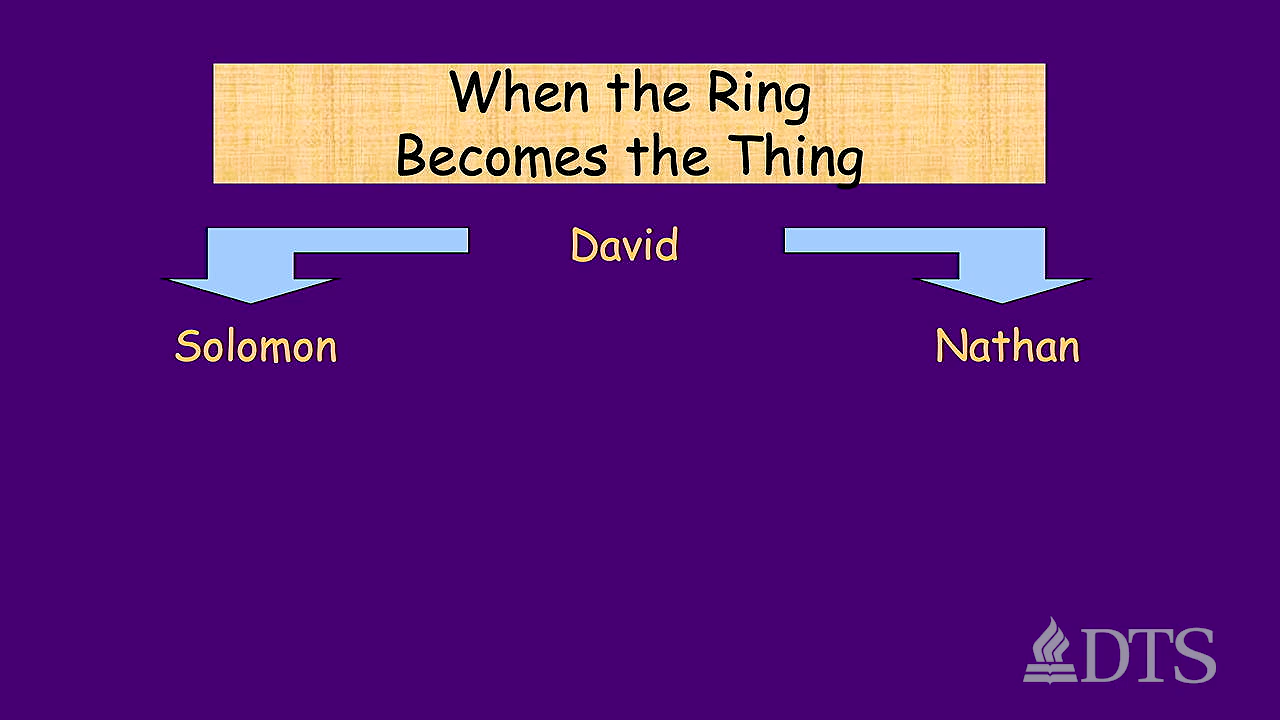 When the Ring
Becomes the Thing
David
Solomon
Nathan
DTS